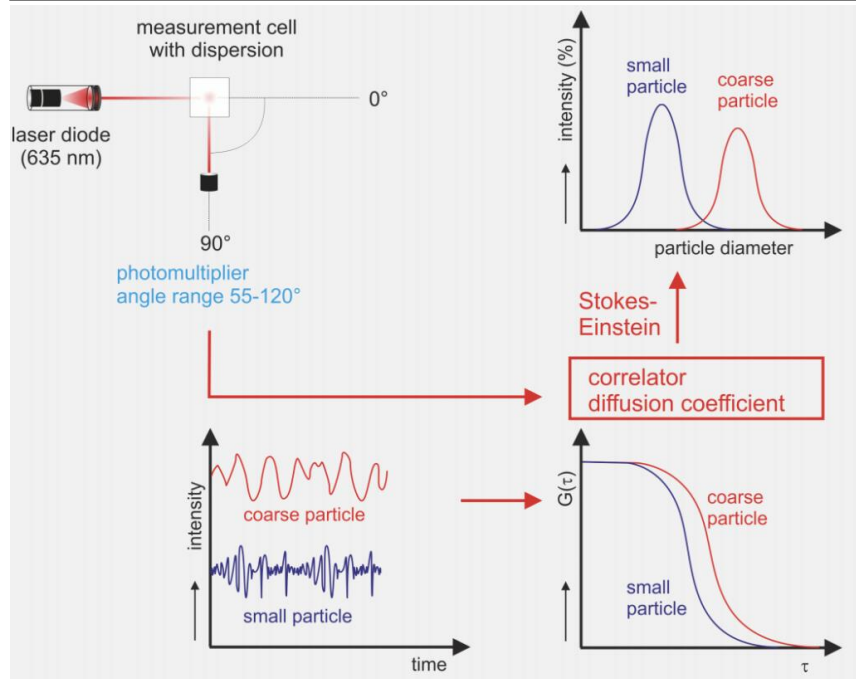 measurement cell
with dispersion
0°
laser diode
(635 nm)
90°
photomultiplier
angle range 55-120°
intensity (%)
small
particle
coarse
particle
particle diameter
Stokes-
Einstein
correlator
diffusion coefficient
intensity
coarse particle
small particle
time
G(τ)
coarse
particle
small
particle
τ